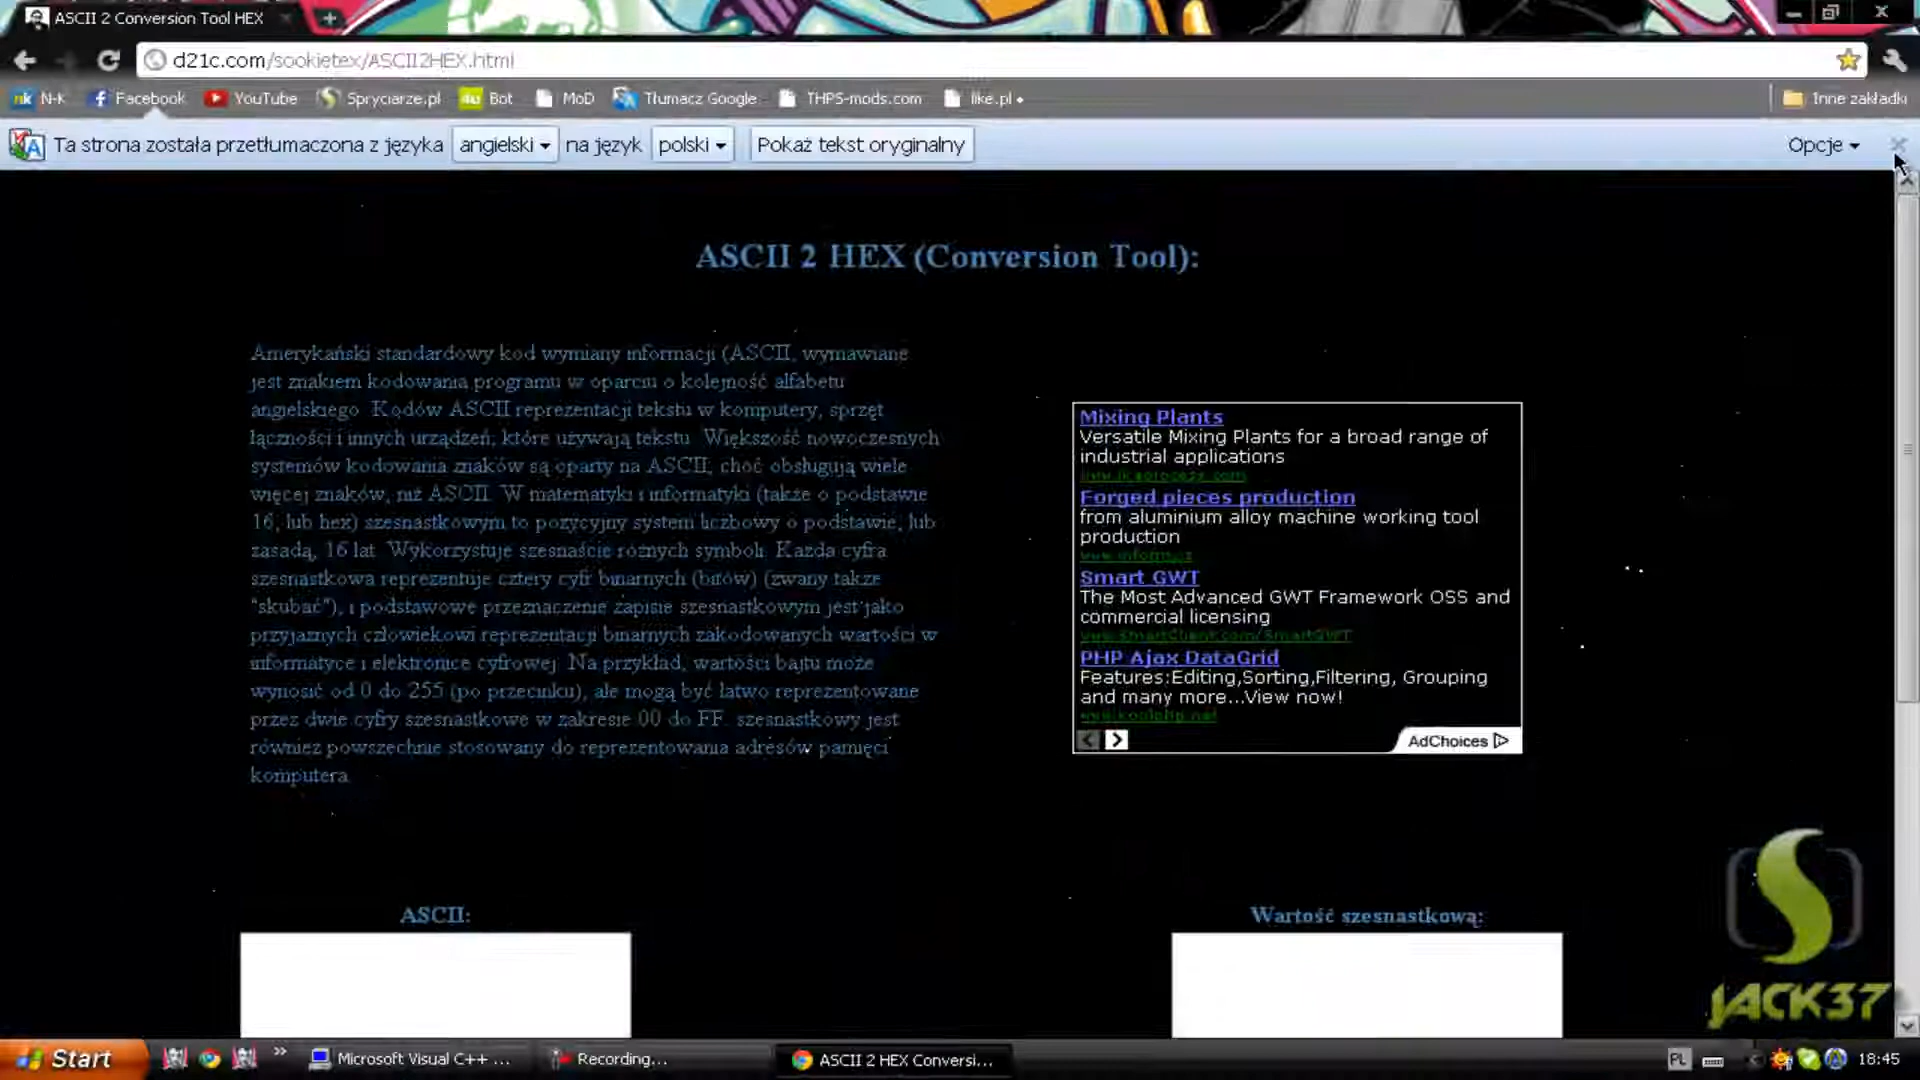 ASCII 2 Conversion Tool HEX
d21c.com/sookietex/ASCII2HEX.html
N-K Facebook YouTube Spryciarze.pl Bot MoD Tłumacz Google THPS-mods.com like.pl Inne zakładki
Ta strona została przetłumaczona z języka angielski na język polski Pokaż tekst oryginalny Opcje
ASCII 2 HEX (Conversion Tool):
Amerykański standardowy kod wymiany informacji (ASCII, wymawiane
jest znakiem kodowania programu w oparciu o kolejność alfabetu
angielskiego. Kodów ASCII reprezentacji tekstu w komputery, sprzęt
łączności i innych urządzeń, które używają tekstu. Większość nowoczesnych
systemów kodowania znaków są oparty na ASCII, choć obsługują wiele
więcej znaków, niż ASCII. W matematyki i informatyki (także o podstawie
16, lub hex) szesnastkowym to pozycyjny system liczbowy o podstawie, lub
zasadą, 16 lat. Wykorzystuje szesnaście różnych symboli. Każda cyfra
szesnastkowa reprezentuje cztery cyfr binarnych (bitów) (zwany także
"skubać"), i podstawowe przeznaczenie zapisie szesnastkowym jest jako
przyjaznych człowiekowi reprezentacji binarnych zakodowanych wartości w
informatyce i elektronice cyfrowej. Na przykład, wartości bajtu może
wynosić od 0 do 255 (po przecinku), ale mogą być łatwo reprezentowane
przez dwie cyfry szesnastkowe w zakresie 00 do FF. szesnastkowy jest
również powszechnie stosowany do reprezentowania adresów pamięci
komputera.
Mixing Plants
Versatile Mixing Plants for a broad range of
industrial applications
Forged pieces production
from aluminium alloy machine working tool
production
Smart GWT
The Most Advanced GWT Framework OSS and
commercial licensing
www.SmartClient.com/SmartGWT
PHP Ajax DataGrid
Features:Editing,Sorting,Filtering, Grouping
and many more...View now!
www.koolphp.net
AdChoices
ASCII:
Wartość szesnastkową:
JACK37
Start Microsoft Visual C++ ... Recording... ASCII 2 HEX Conversi... PL 18:45